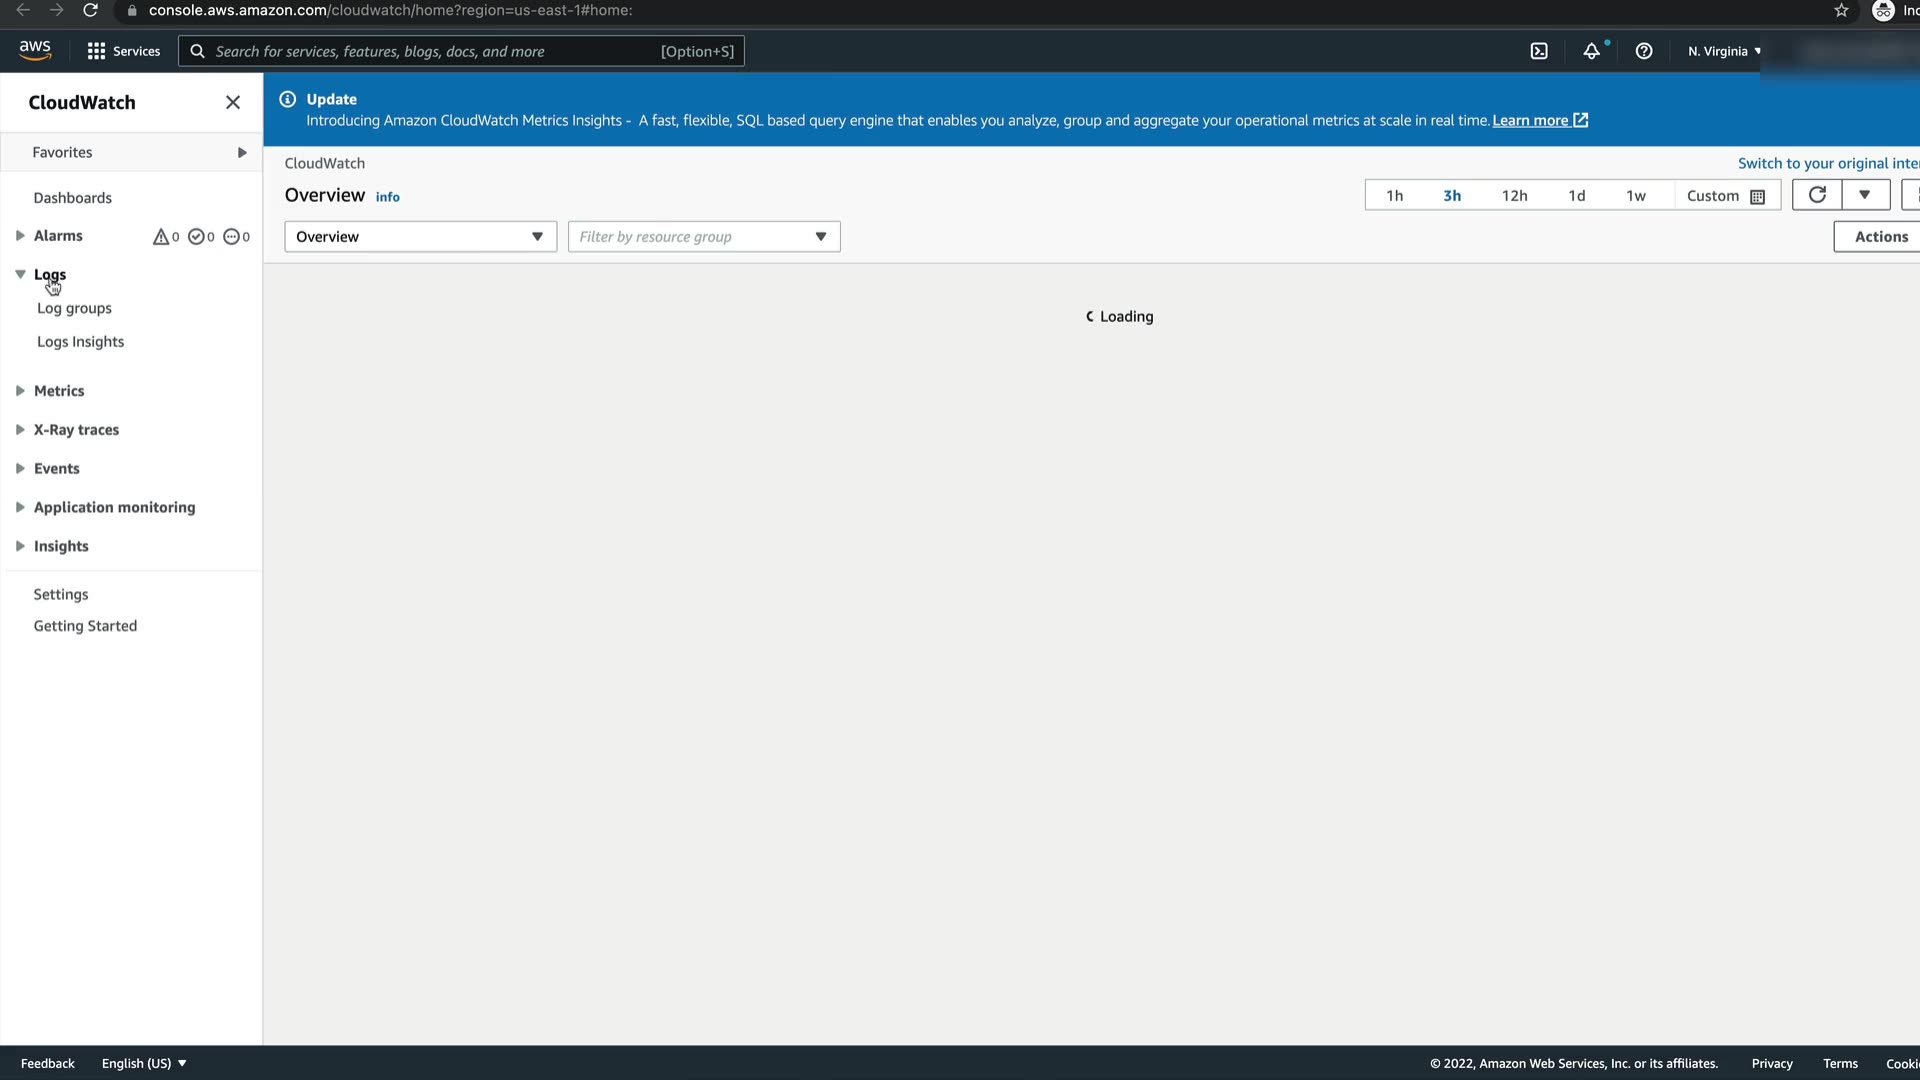 console.aws.amazon.com/cloudwatch/home?region=us-east-1#home:
aws
Services
Search for services, features, blogs, docs, and more
[Option+S]
N. Virginia
CloudWatch
Favorites
Dashboards
Alarms
0
0
0
Logs
Log groups
Logs Insights
Metrics
X-Ray traces
Events
Application monitoring
Insights
Settings
Getting Started
Update
Introducing Amazon CloudWatch Metrics Insights - A fast, flexible, SQL based query engine that enables you analyze, group and aggregate your operational metrics at scale in real time. Learn more
CloudWatch
Switch to your original inte
Overview info
1h
3h
12h
1d
1w
Custom
Overview
Filter by resource group
Actions
Loading
Feedback
English (US)
© 2022, Amazon Web Services, Inc. or its affiliates.
Privacy
Terms
Cooki